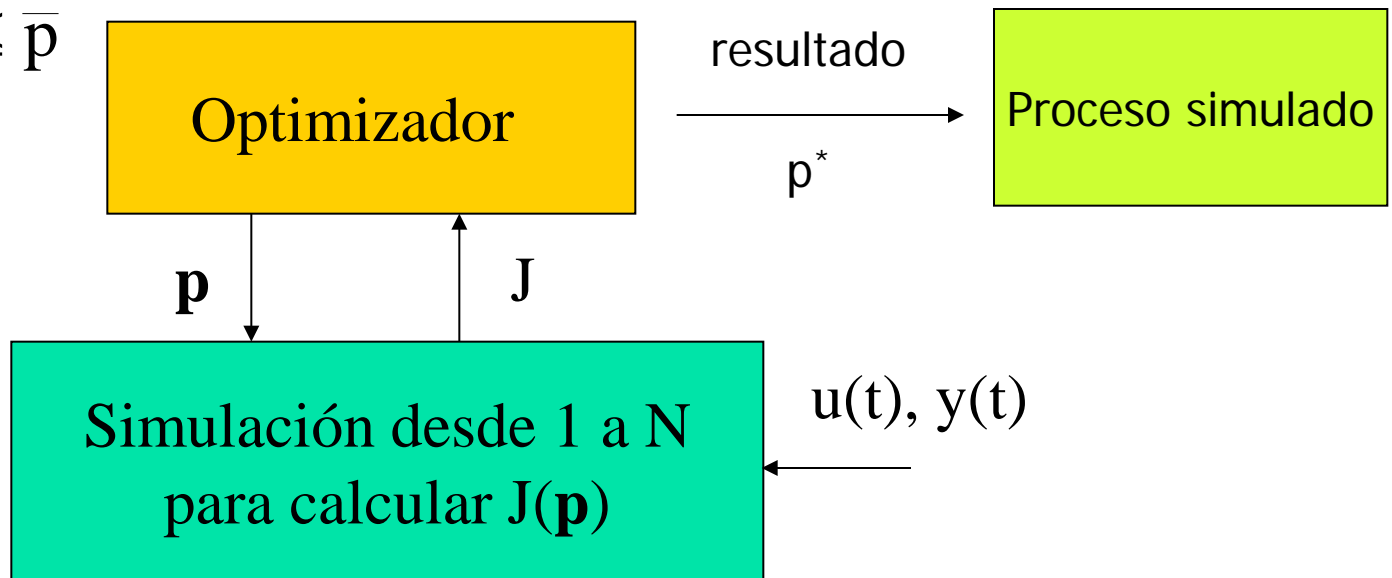 p̅
Optimizador
resultado
p*
Proceso simulado
p
J
Simulación desde 1 a N
para calcular J(p)
u(t), y(t)